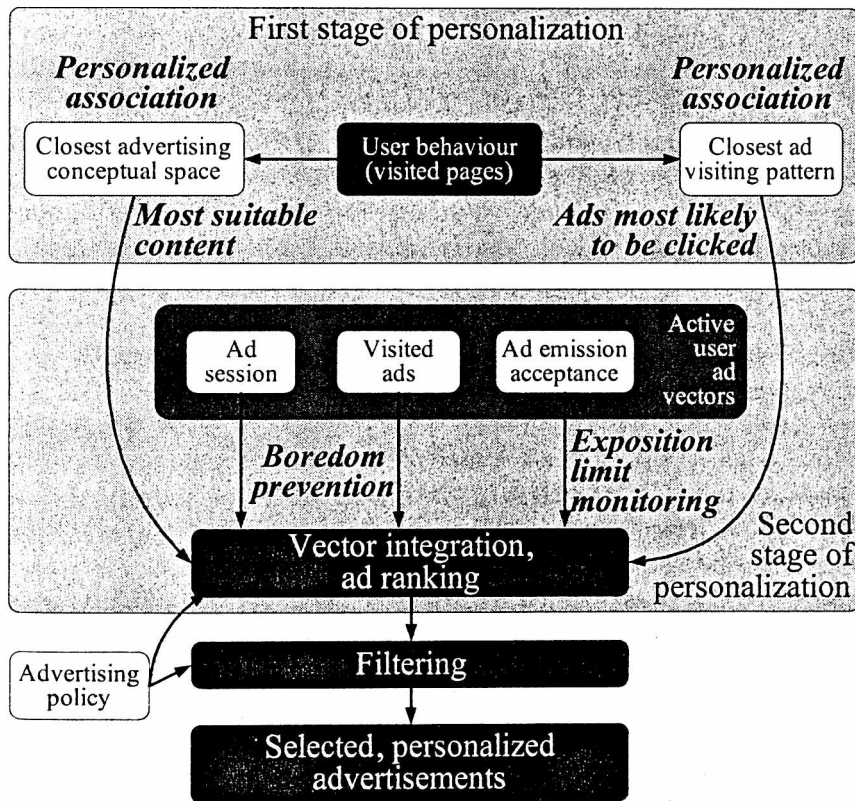 First stage of personalization
Personalized
association
Personalized
association
Closest advertising
conceptual space
User behaviour
(visited pages)
Closest ad
visiting pattern
Most suitable
content
Ads most likely
to be clicked
Ad
session
Visited
ads
Ad emission
acceptance
Active
user
ad
vectors
Boredom
prevention
Exposition
limit
monitoring
Vector integration,
ad ranking
Second
stage of
personalization
Advertising
policy
Filtering
Selected, personalized
advertisements